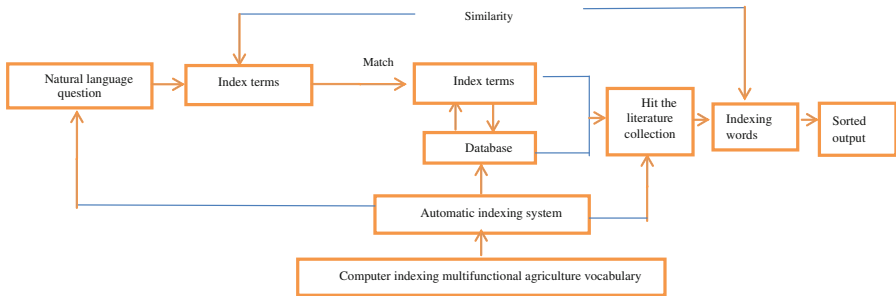 Similarity
Match
Natural language
question
Index terms
Index terms
Hit the
literature
collection
Indexing
words
Sorted
output
Database
Automatic indexing system
Computer indexing multifunctional agriculture vocabulary